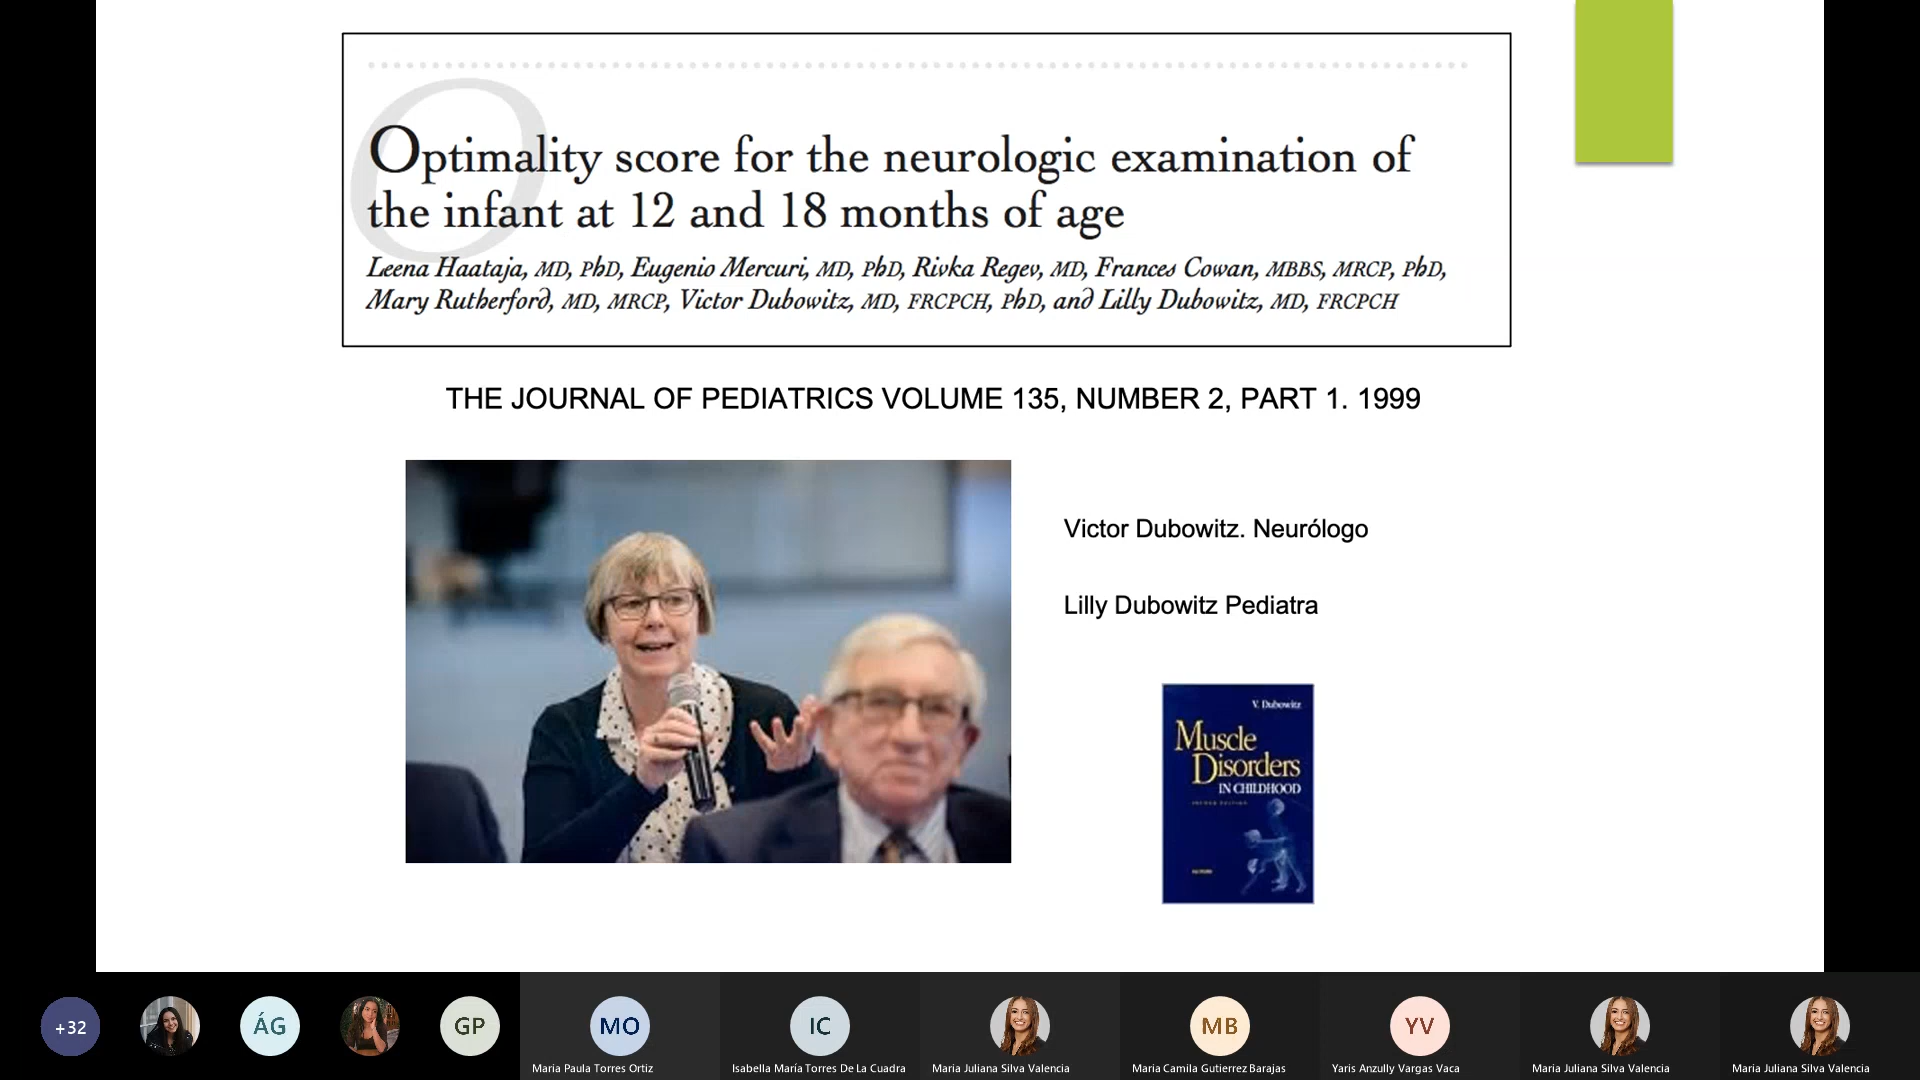 Optimality score for the neurologic examination of
the infant at 12 and 18 months of age
Leena Haataja, MD, PhD, Eugenio Mercuri, MD, PhD, Rivka Regev, MD, Frances Cowan, MBBS, MRCP, PhD,
Mary Rutherford, MD, MRCP, Victor Dubowitz, MD, FRCPCH, PhD, and Lilly Dubowitz, MD, FRCPCH
THE JOURNAL OF PEDIATRICS VOLUME 135, NUMBER 2, PART 1. 1999
Victor Dubowitz. Neurólogo
Lilly Dubowitz Pediatra
V. Dubowitz
Muscle
Disorders
IN CHILDHOOD
SECOND EDITION
+32
ÁG
GP
MO
IC
MB
YV
Maria Paula Torres Ortiz
Isabella María Torres De La Cuadra
Maria Juliana Silva Valencia
Maria Camila Gutierrez Barajas
Yaris Anzully Vargas Vaca
Maria Juliana Silva Valencia
Maria Juliana Silva Valencia